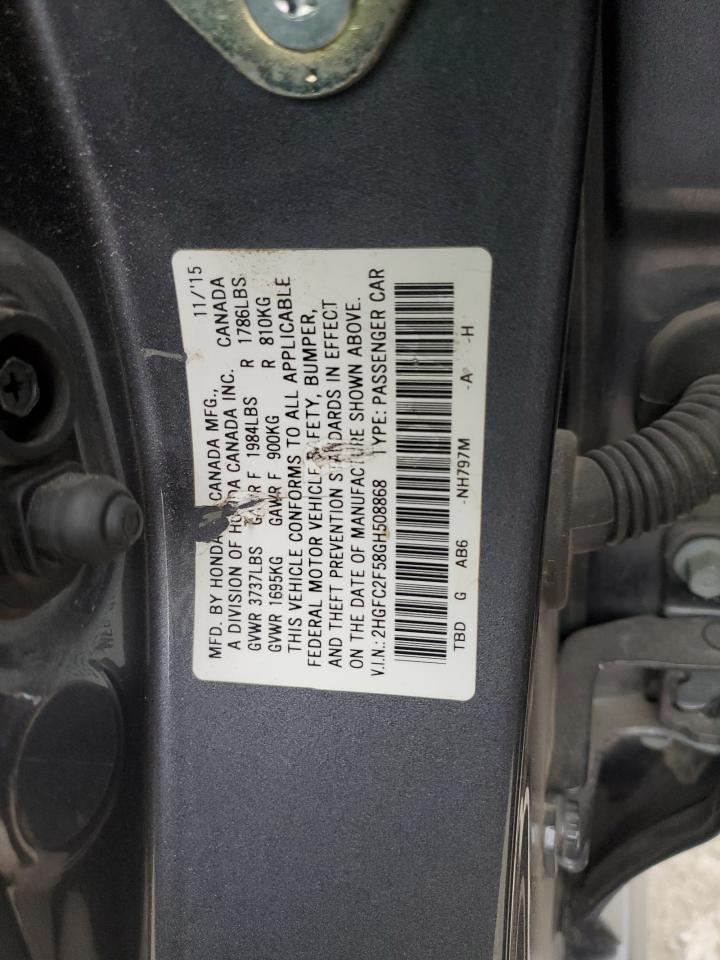 MFD. BY HONDA CANADA MFG., 11/'15
A DIVISION OF HONDA CANADA INC. CANADA
GVWR 3737LBS GAWR F 1984LBS R 1786LBS
GVWR 1695KG GAWR F 900KG R 810KG
THIS VEHICLE CONFORMS TO ALL APPLICABLE
FEDERAL MOTOR VEHICLE SAFETY, BUMPER,
AND THEFT PREVENTION STANDARDS IN EFFECT
ON THE DATE OF MANUFACTURE SHOWN ABOVE.
V.I.N.: 2HGFC2F58GH508868 TYPE: PASSENGER CAR
TBD G AB6 -NH797M -A -H